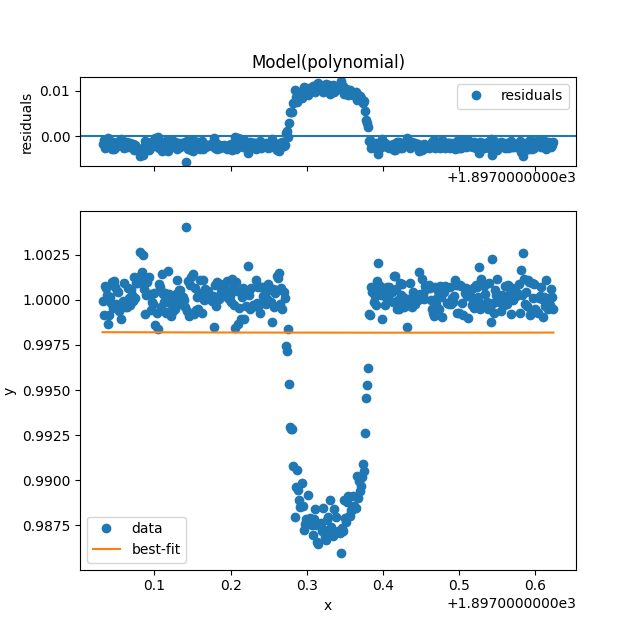 Model(polynomial)
residuals
0.01
0.00
residuals
+1.8970000000e3
y
1.0025
1.0000
0.9975
0.9950
0.9925
0.9900
0.9875
data
best-fit
0.1 0.2 0.3 0.4 0.5 0.6
x
+1.8970000000e3